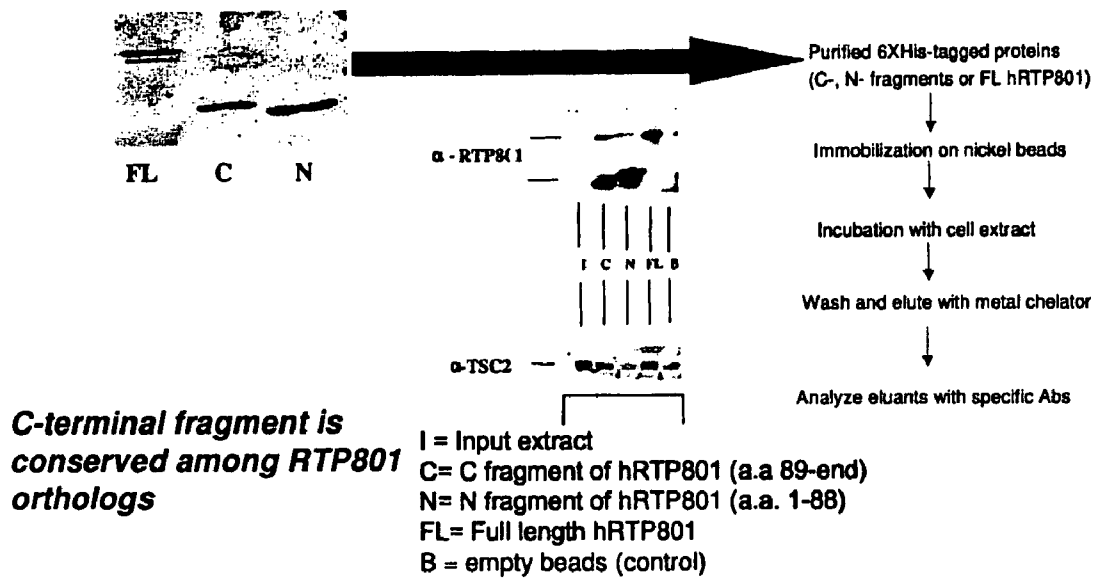 FL C N
Purified 6XHis-tagged proteins
(C-, N- fragments or FL hRTP801)
Immobilization on nickel beads
Incubation with cell extract
Wash and elute with metal chelator
Analyze eluants with specific Abs
α - RTP801
I C N FL B
α-TSC2
C-terminal fragment is
conserved among RTP801
orthologs
I = Input extract
C= C fragment of hRTP801 (a.a 89-end)
N= N fragment of hRTP801 (a.a. 1-88)
FL= Full length hRTP801
B = empty beads (control)